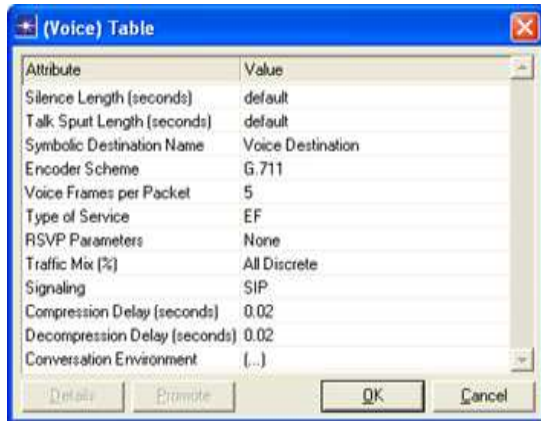 (Voice) Table
Attribute Value
Silence Length (seconds) default
Talk Spurt Length (seconds) default
Symbolic Destination Name Voice Destination
Encoder Scheme G.711
Voice Frames per Packet 5
Type of Service EF
RSVP Parameters None
Traffic Mix (%) All Discrete
Signaling SIP
Compression Delay (seconds) 0.02
Decompression Delay (seconds) 0.02
Conversation Environment (...)
Details Promote OK Cancel